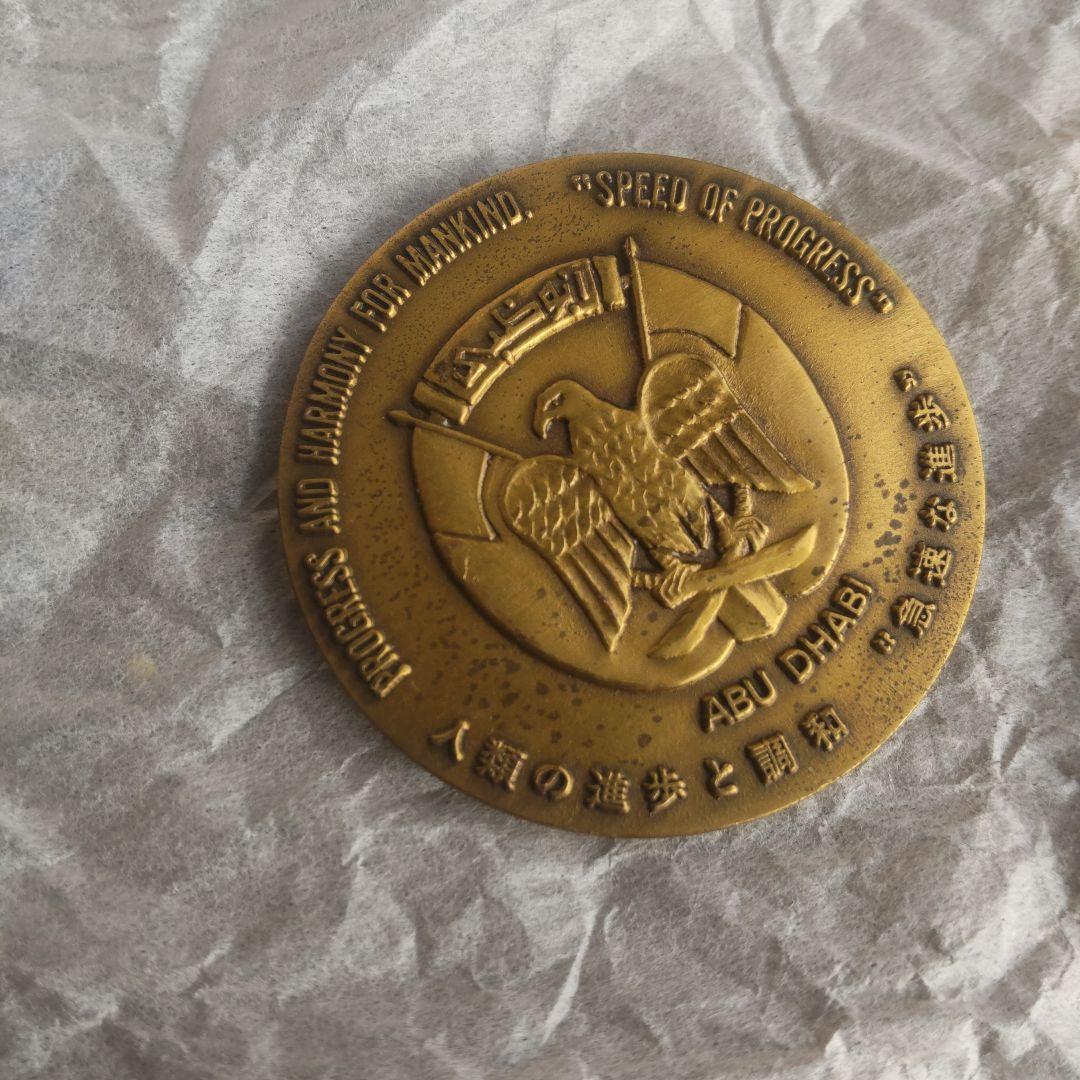 PROGRESS AND HARMONY FOR MANKIND. "SPEED OF PROGRESS"
ABU DHABI
人類の進歩と調和 "急速な進歩"